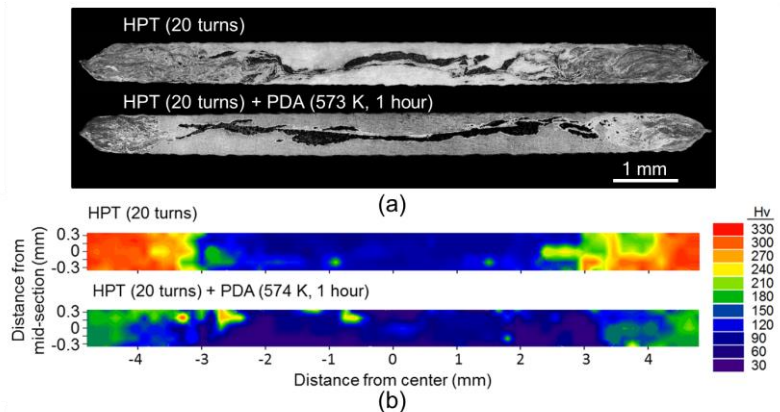 HPT (20 turns)
HPT (20 turns) + PDA (573 K, 1 hour)
1 mm
(a)
HPT (20 turns)
Hv
330
300
270
240
210
180
150
120
90
60
30
Distance from
mid-section (mm)
0.3
0
-0.3
HPT (20 turns) + PDA (574 K, 1 hour)
0.3
0
-0.3
-4 -3 -2 -1 0 1 2 3 4
Distance from center (mm)
(b)